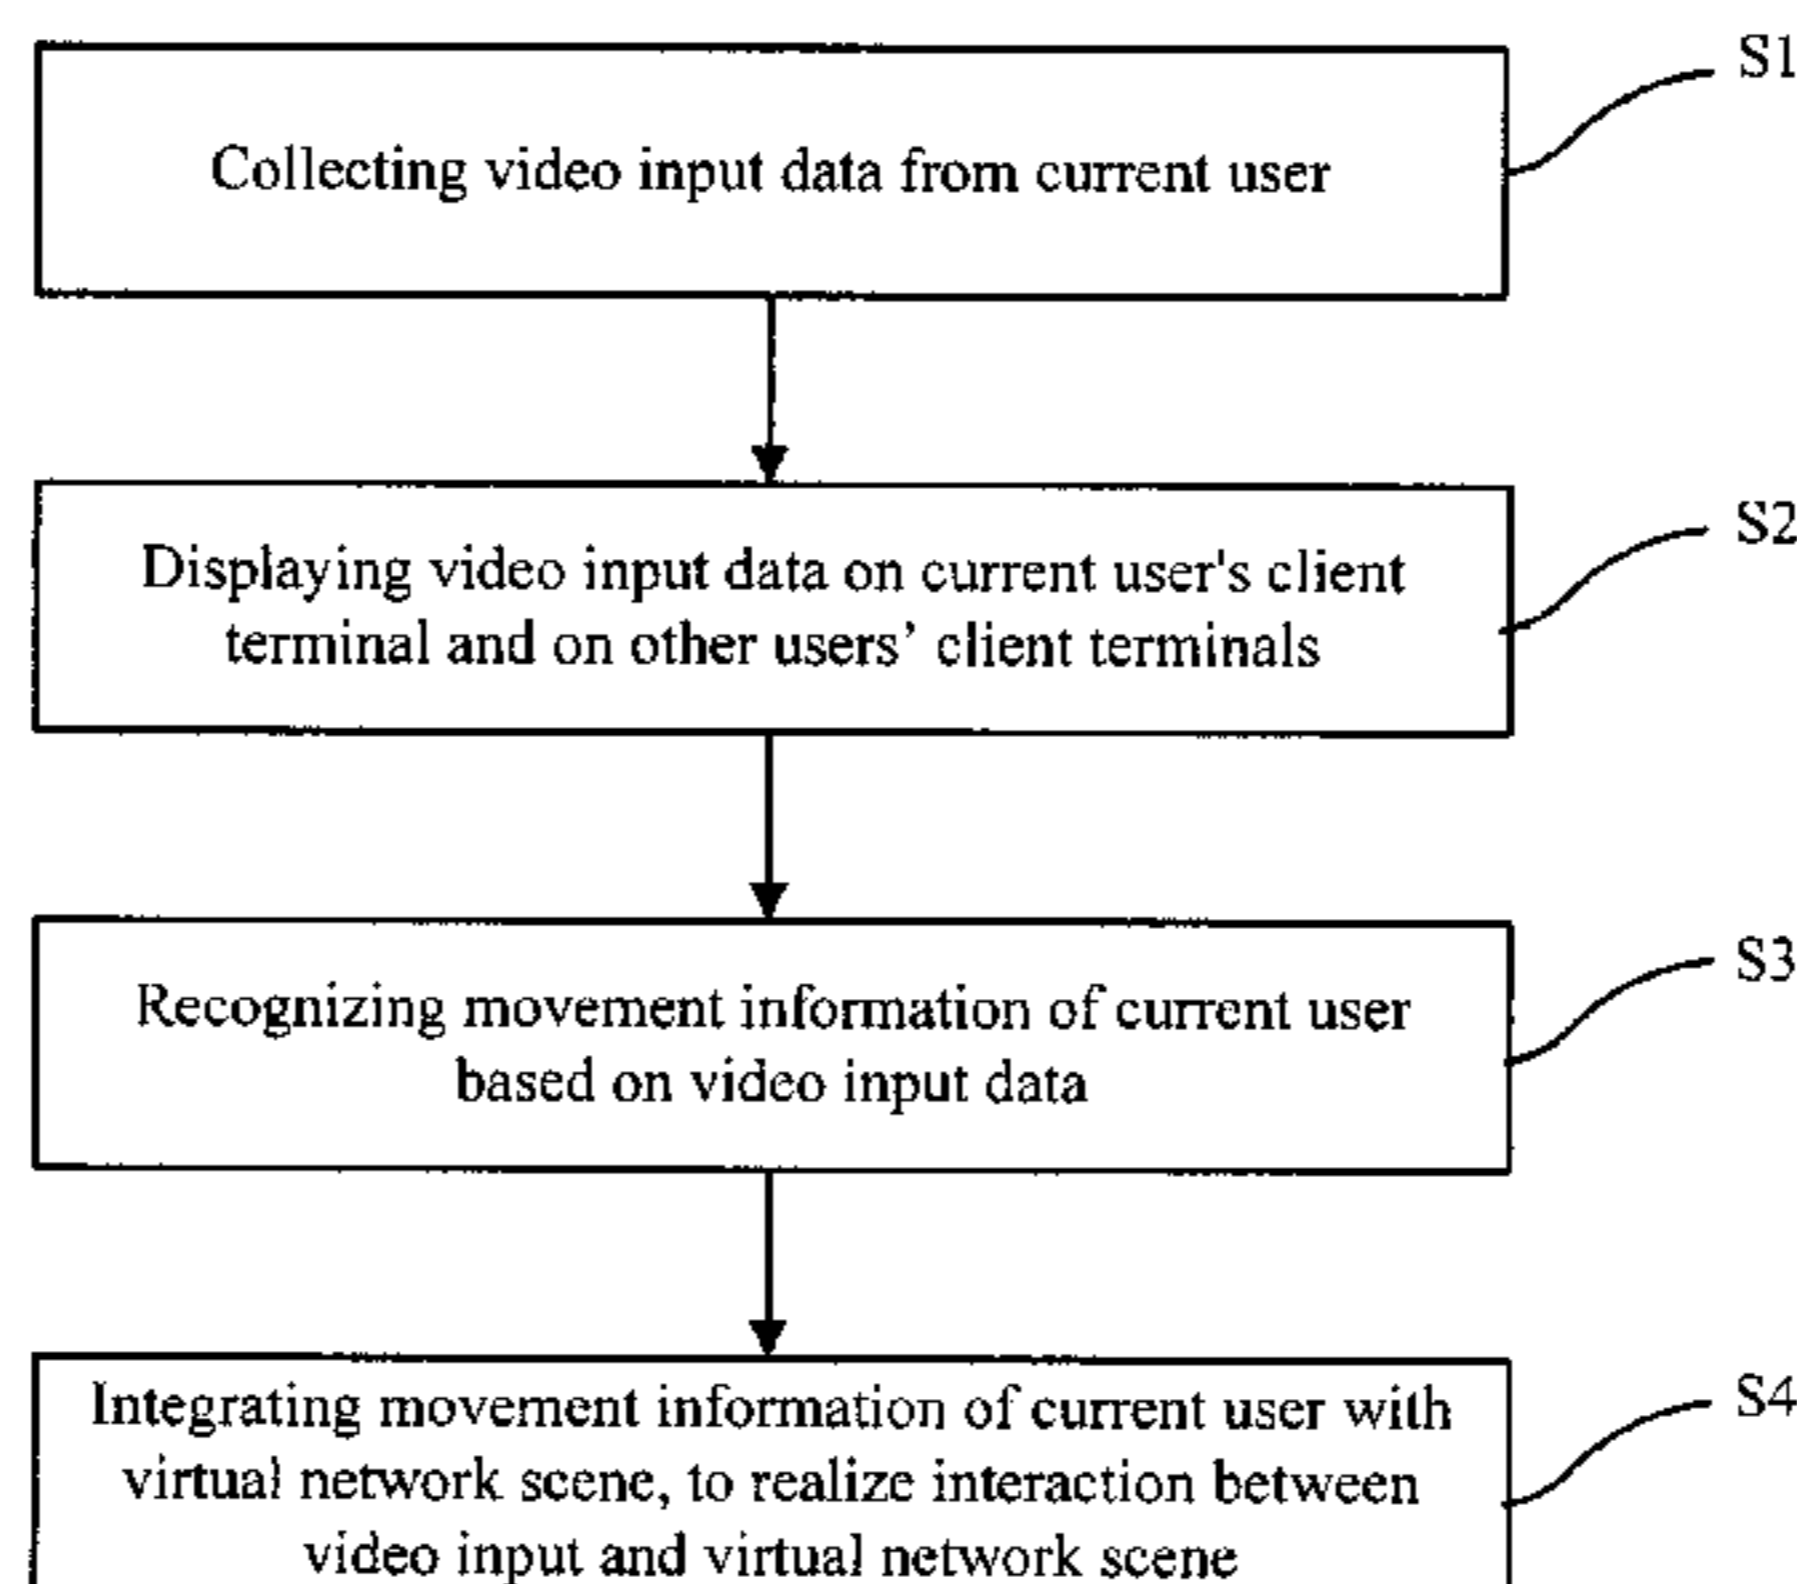 S1
Collecting video input data from current user
S2
Displaying video input data on current user's client
terminal and on other users’ client terminals
S3
Recognizing movement information of current user
based on video input data
S4
Integrating movement information of current user with
virtual network scene, to realize interaction between
video input and virtual network scene